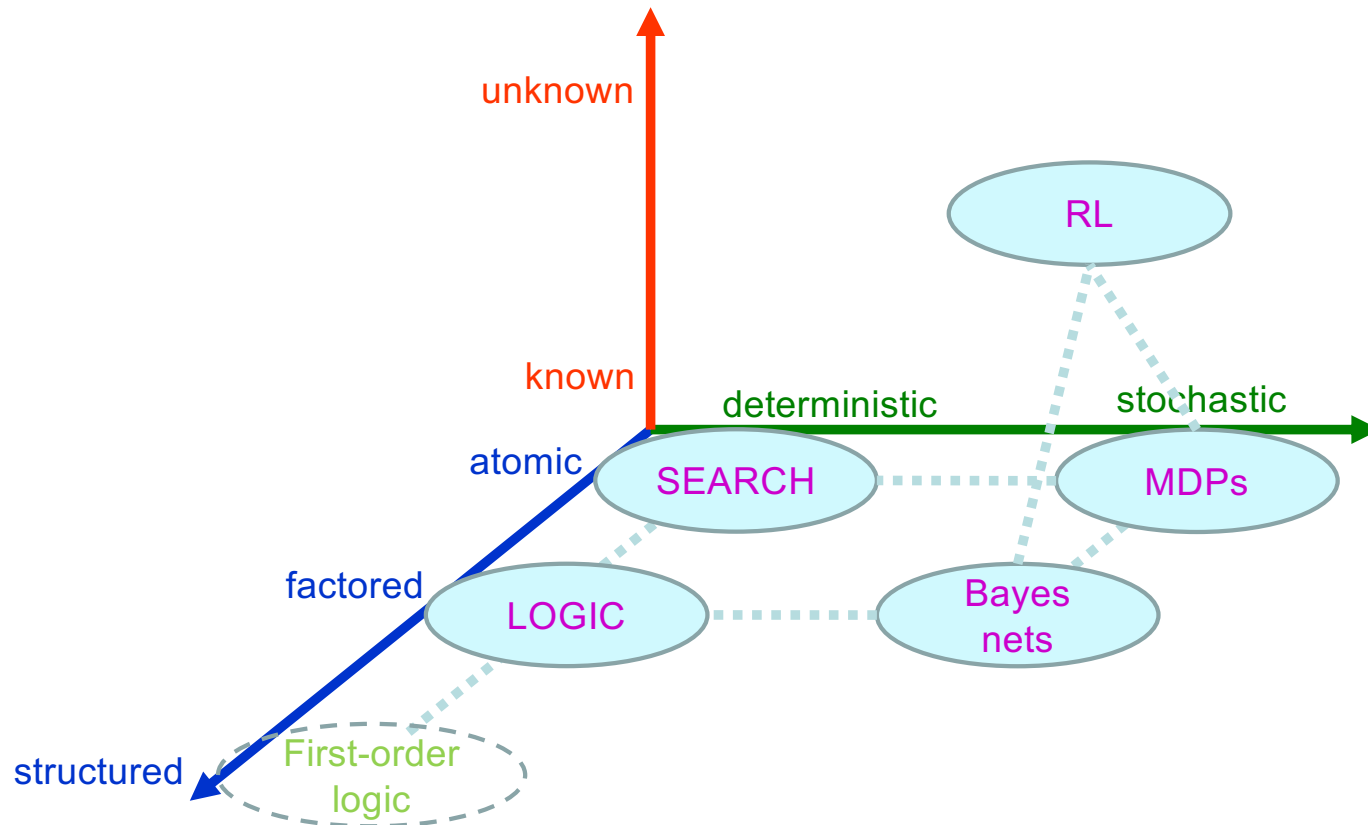 unknown
RL
known
deterministic
stochastic
atomic
SEARCH
MDPs
factored
LOGIC
Bayes
nets
structured
First-order
logic